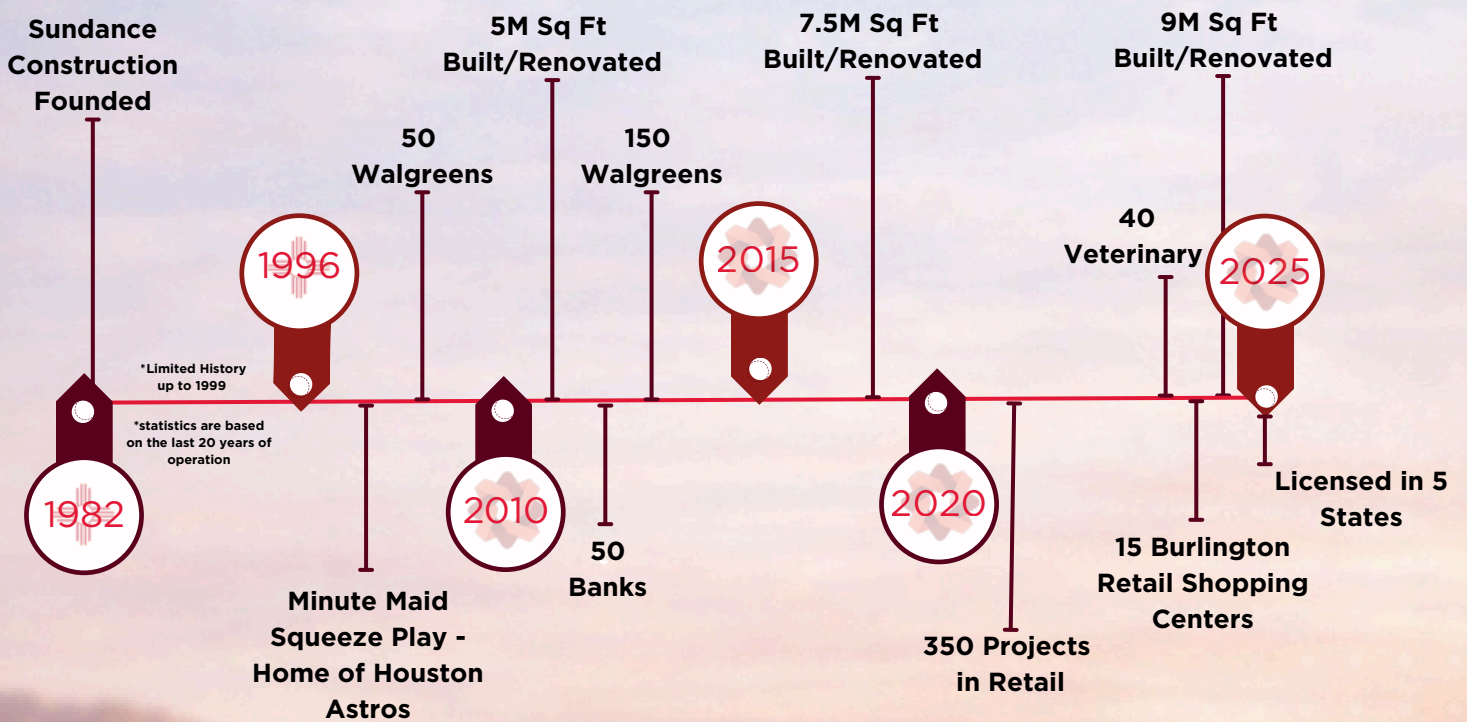 Sundance
Construction
Founded
5M Sq Ft
Built/Renovated
7.5M Sq Ft
Built/Renovated
9M Sq Ft
Built/Renovated
50
Walgreens
150
Walgreens
40
Veterinary
1996
2015
2025
*Limited History
up to 1999
*statistics are based
on the last 20 years of
operation
1982
2010
2020
50
Banks
Minute Maid
Squeeze Play -
Home of Houston
Astros
350 Projects
in Retail
15 Burlington
Retail Shopping
Centers
Licensed in 5
States